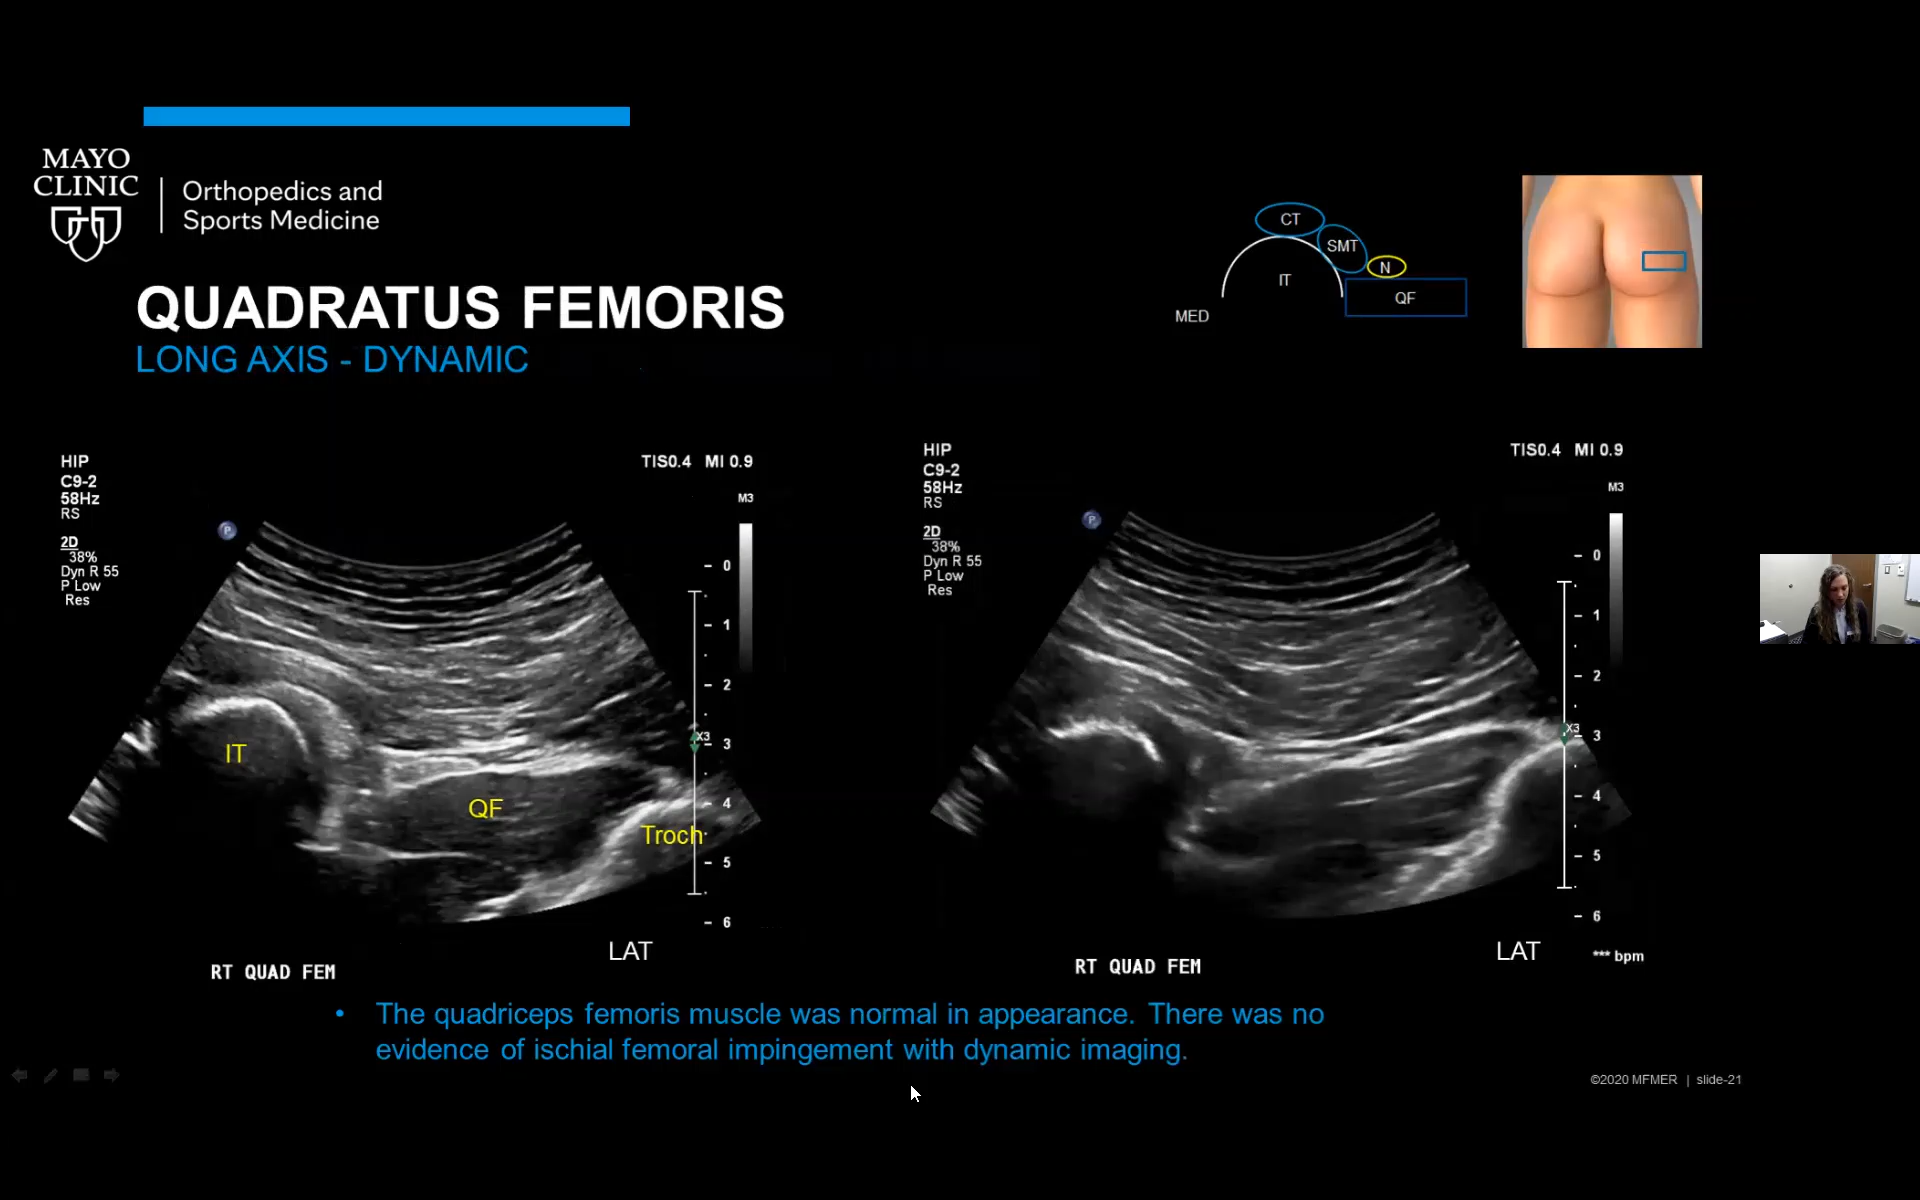 MAYO
CLINIC
Orthopedics and
Sports Medicine
QUADRATUS FEMORIS
LONG AXIS - DYNAMIC
CT
SMT
N
IT
QF
MED
HIP
C9-2
58Hz
RS
2D
38%
Dyn R 55
P Low
Res
TIS0.4 MI 0.9
M3
P
0
1
2
X3
3
4
5
6
IT
QF
Troch
LAT
RT QUAD FEM
HIP
C9-2
58Hz
RS
2D
38%
Dyn R 55
P Low
Res
TIS0.4 MI 0.9
M3
P
0
1
2
X3
3
4
5
6
LAT
*** bpm
RT QUAD FEM
• The quadriceps femoris muscle was normal in appearance. There was no
evidence of ischial femoral impingement with dynamic imaging.
©2020 MFMER | slide-21